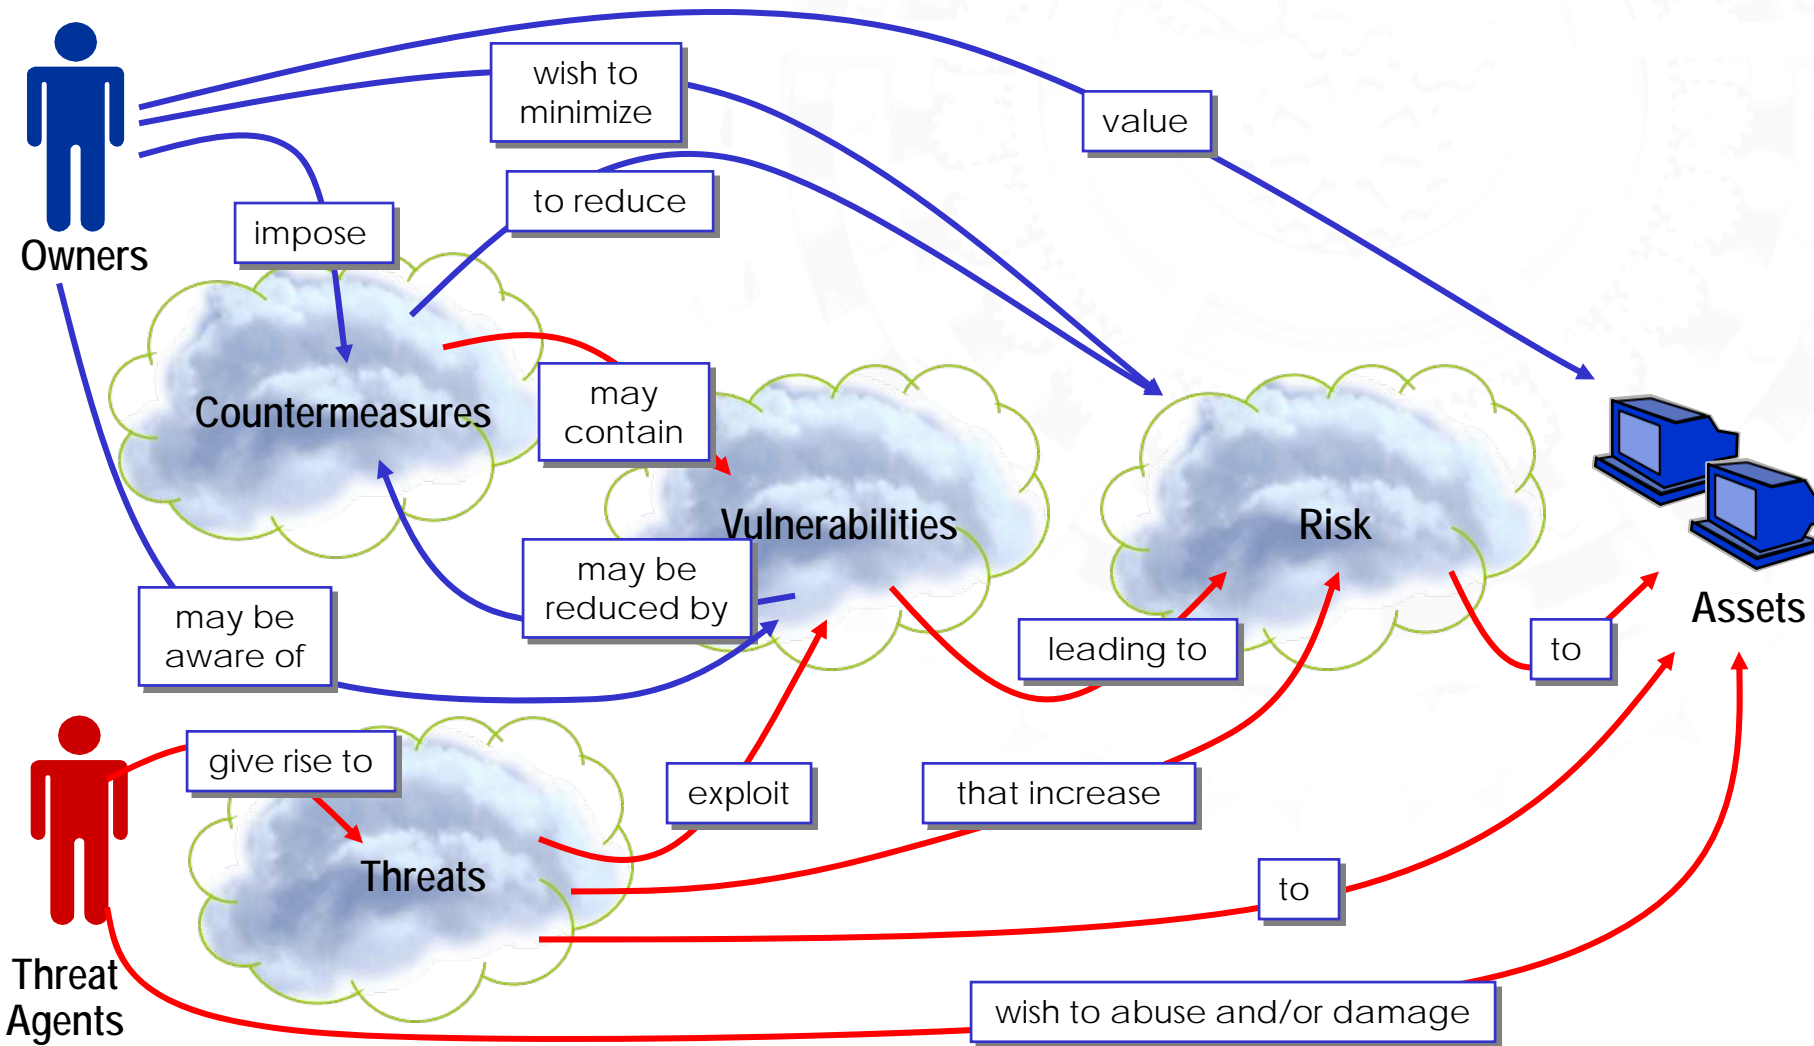 wish to
minimize
value
to reduce
impose
Owners
Countermeasures
may
contain
Vulnerabilities
Risk
may be
reduced by
Assets
may be
aware of
leading to
to
give rise to
exploit
that increase
Threats
to
Threat
Agents
wish to abuse and/or damage